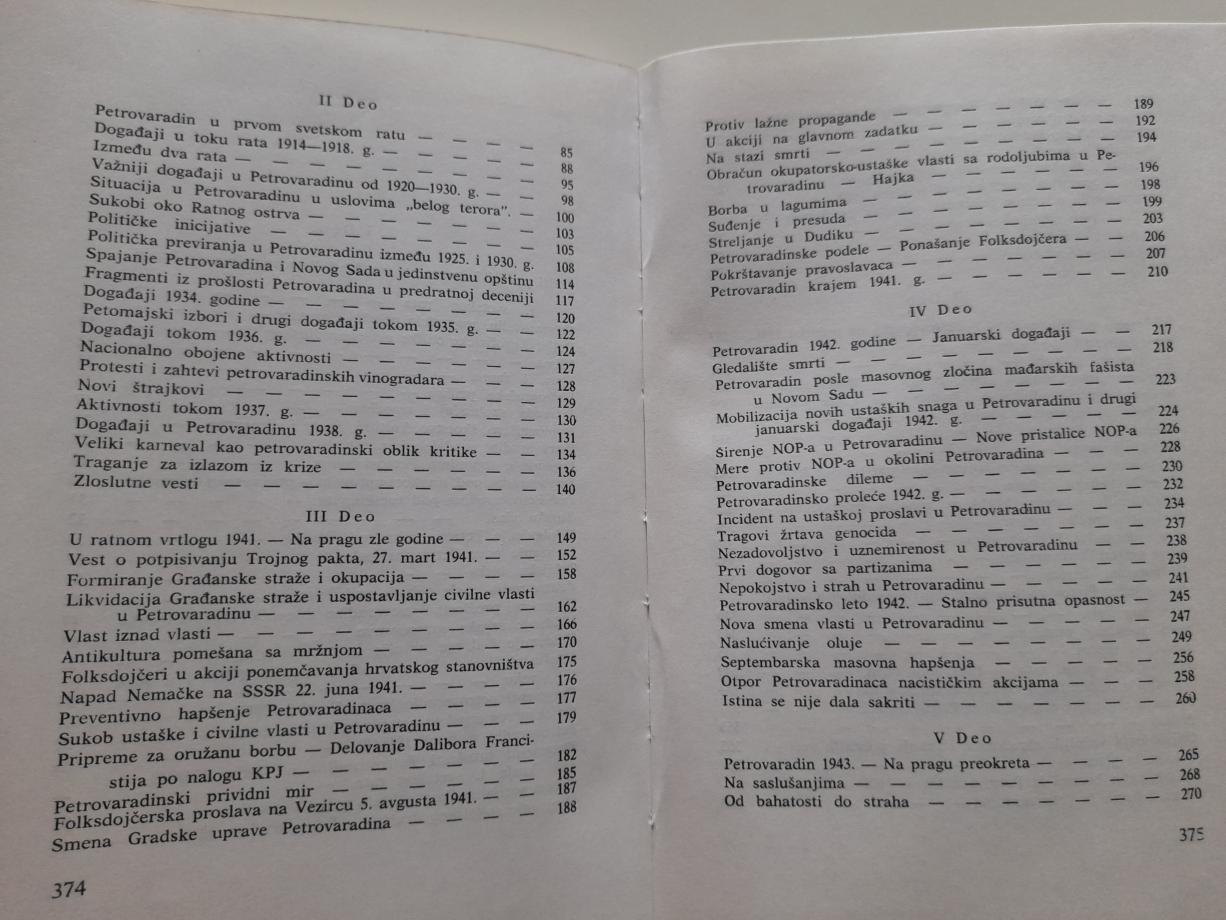 II Deo
Petrovaradin u prvom svetskom ratu — — — — 85
Događaji u toku rata 1914—1918. g. — — — — — 88
Između dva rata — — — — — — — — 95
Važniji događaji u Petrovaradinu od 1920—1930. g. — — 98
Situacija u Petrovaradinu u uslovima „belog terora". — 100
Sukobi oko Ratnog ostrva — — — — — — 103
Političke inicijative — — — — — — — — 105
Politička previranja u Petrovaradinu između 1925. i 1930. g. 108
Spajanje Petrovaradina i Novog Sada u jedinstvenu opštinu 114
Fragmenti iz prošlosti Petrovaradina u predratnoj deceniji 117
Događaji 1934. godine — — — — — — — 120
Petomajski izbori i drugi događaji tokom 1935. g. — — 122
Događaji tokom 1936. g. — — — — — — — 124
Nacionalno obojene aktivnosti — — — — — 127
Protesti i zahtevi petrovaradinskih vinogradara — — — 128
Novi štrajkovi — — — — — — — — 129
Aktivnosti tokom 1937. g. — — — — — — 130
Događaji u Petrovaradinu 1938. g. — — — — — 131
Veliki karneval kao petrovaradinski oblik kritike — — 134
Traganje za izlazom iz krize — — — — — 136
Zloslutne vesti — — — — — — — — 140
III Deo
U ratnom vrtlogu 1941. — Na pragu zle godine — — — 149
Vest o potpisivanju Trojnog pakta, 27. mart 1941. — — 152
Formiranje Građanske straže i okupacija — — — — 158
Likvidacija Građanske straže i uspostavljanje civilne vlasti
u Petrovaradinu — — — — — — — — 162
Vlast iznad vlasti — — — — — — — — 166
Antikultura pomešana sa mržnjom — — — — — 170
Folksdojčeri u akciji ponemčavanja hrvatskog stanovništva 175
Napad Nemačke na SSSR 22. juna 1941. — — — — 176
Preventivno hapšenje Petrovaradinaca — — — — 177
Sukob ustaške i civilne vlasti u Petrovaradinu — — — 179
Pripreme za oružanu borbu — Delovanje Dalibora Franci-
stija po nalogu KPJ — — — — — — — 182
Petrovaradinski prividni mir — — — — — — 185
Folksdojčerska proslava na Vezircu 5. avgusta 1941. — — 187
Smena Gradske uprave Petrovaradina — — — — 188
374
Protiv lažne propagande — — — — — — 189
U akciji na glavnom zadatku — — — — — 192
Na stazi smrti — — — — — — — — 194
Obračun okupatorsko-ustaške vlasti sa rodoljubima u Pe-
trovaradinu — Hajka — — — — — — 196
Borba u lagumima — — — — — — — 198
Suđenje i presuda — — — — — — — 199
Streljanje u Dudiku — — — — — — — 203
Petrovaradinske podele — Ponašanje Folksdojčera — — 206
Pokrštavanje pravoslavaca — — — — — — 207
Petrovaradin krajem 1941. g. — — — — — 210
IV Deo
Petrovaradin 1942. godine — Januarski događaji — — 217
Gledalište smrti — — — — — — — — 218
Petrovaradin posle masovnog zločina mađarskih fašista
u Novom Sadu — — — — — — — — 223
Mobilizacija novih ustaških snaga u Petrovaradinu i drugi
januarski događaji 1942. g. — — — — — 224
Širenje NOP-a u Petrovaradinu — Nove pristalice NOP-a 226
Mere protiv NOP-a u okolini Petrovaradina — — — 228
Petrovaradinske dileme — — — — — — 230
Petrovaradinsko proleće 1942. g. — — — — — 232
Incident na ustaškoj proslavi u Petrovaradinu — — — 234
Tragovi žrtava genocida — — — — — — 237
Nezadovoljstvo i uznemirenost u Petrovaradinu — — 238
Prvi dogovor sa partizanima — — — — — 239
Nepokojstvo i strah u Petrovaradinu — — — — 241
Petrovaradinsko leto 1942. — Stalno prisutna opasnost — 245
Nova smena vlasti u Petrovaradinu — — — — 247
Naslućivanje oluje — — — — — — — 249
Septembarska masovna hapšenja — — — — — 256
Otpor Petrovaradinaca nacističkim akcijama — — — 258
Istina se nije dala sakriti — — — — — — — 260
V Deo
Petrovaradin 1943. — Na pragu preokreta — — — — 265
Na saslušanjima — — — — — — — — 268
Od bahatosti do straha — — — — — — 270
375